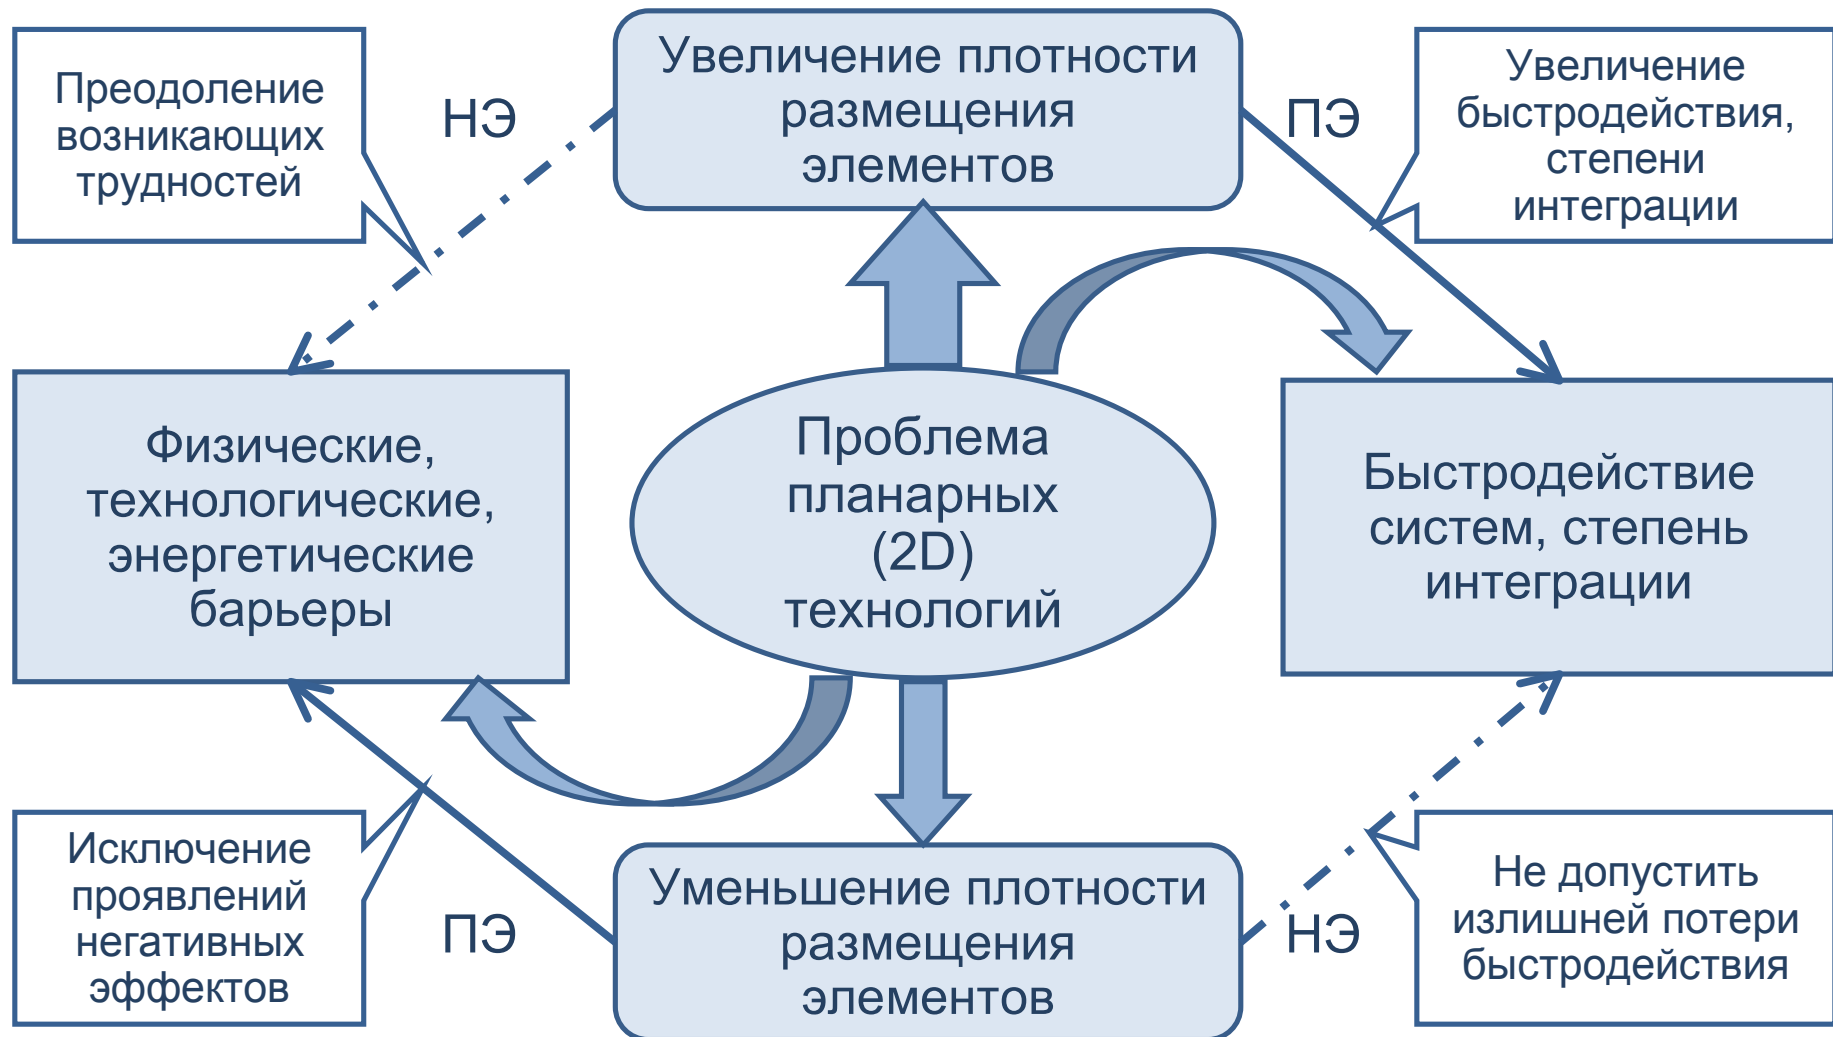 Преодоление
возникающих
трудностей
НЭ
Увеличение плотности
размещения
элементов
ПЭ
Увеличение
быстродействия,
степени
интеграции
Физические,
технологические,
энергетические
барьеры
Проблема
планарных
(2D)
технологий
Быстродействие
систем, степень
интеграции
Исключение
проявлений
негативных
эффектов
ПЭ
Уменьшение плотности
размещения
элементов
НЭ
Не допустить
излишней потери
быстродействия